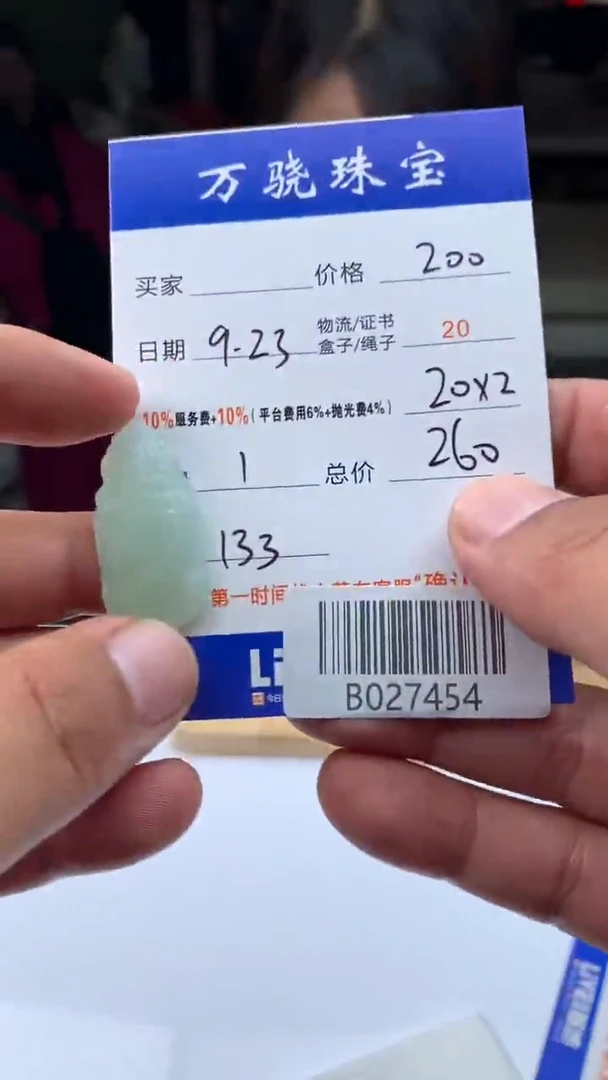 万骁珠宝
买家 价格 200
日期 9-23 物流/证书 盒子/绳子 20
10%服务费+10%(平台费用6%+抛光费4%) 20x2
1 总价 260
133
第一时间
B027454